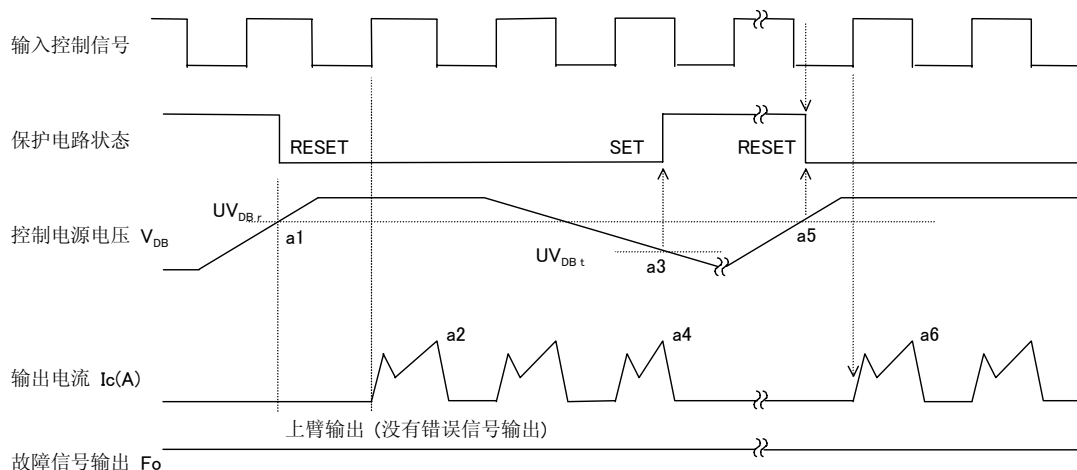 输入控制信号
保护电路状态
RESET
SET
RESET
UV_DB r
控制电源电压 V_DB
a1
UV_DB t
a3
a5
a2
a4
a6
输出电流 Ic(A)
上臂输出 (没有错误信号输出)
故障信号输出 Fo